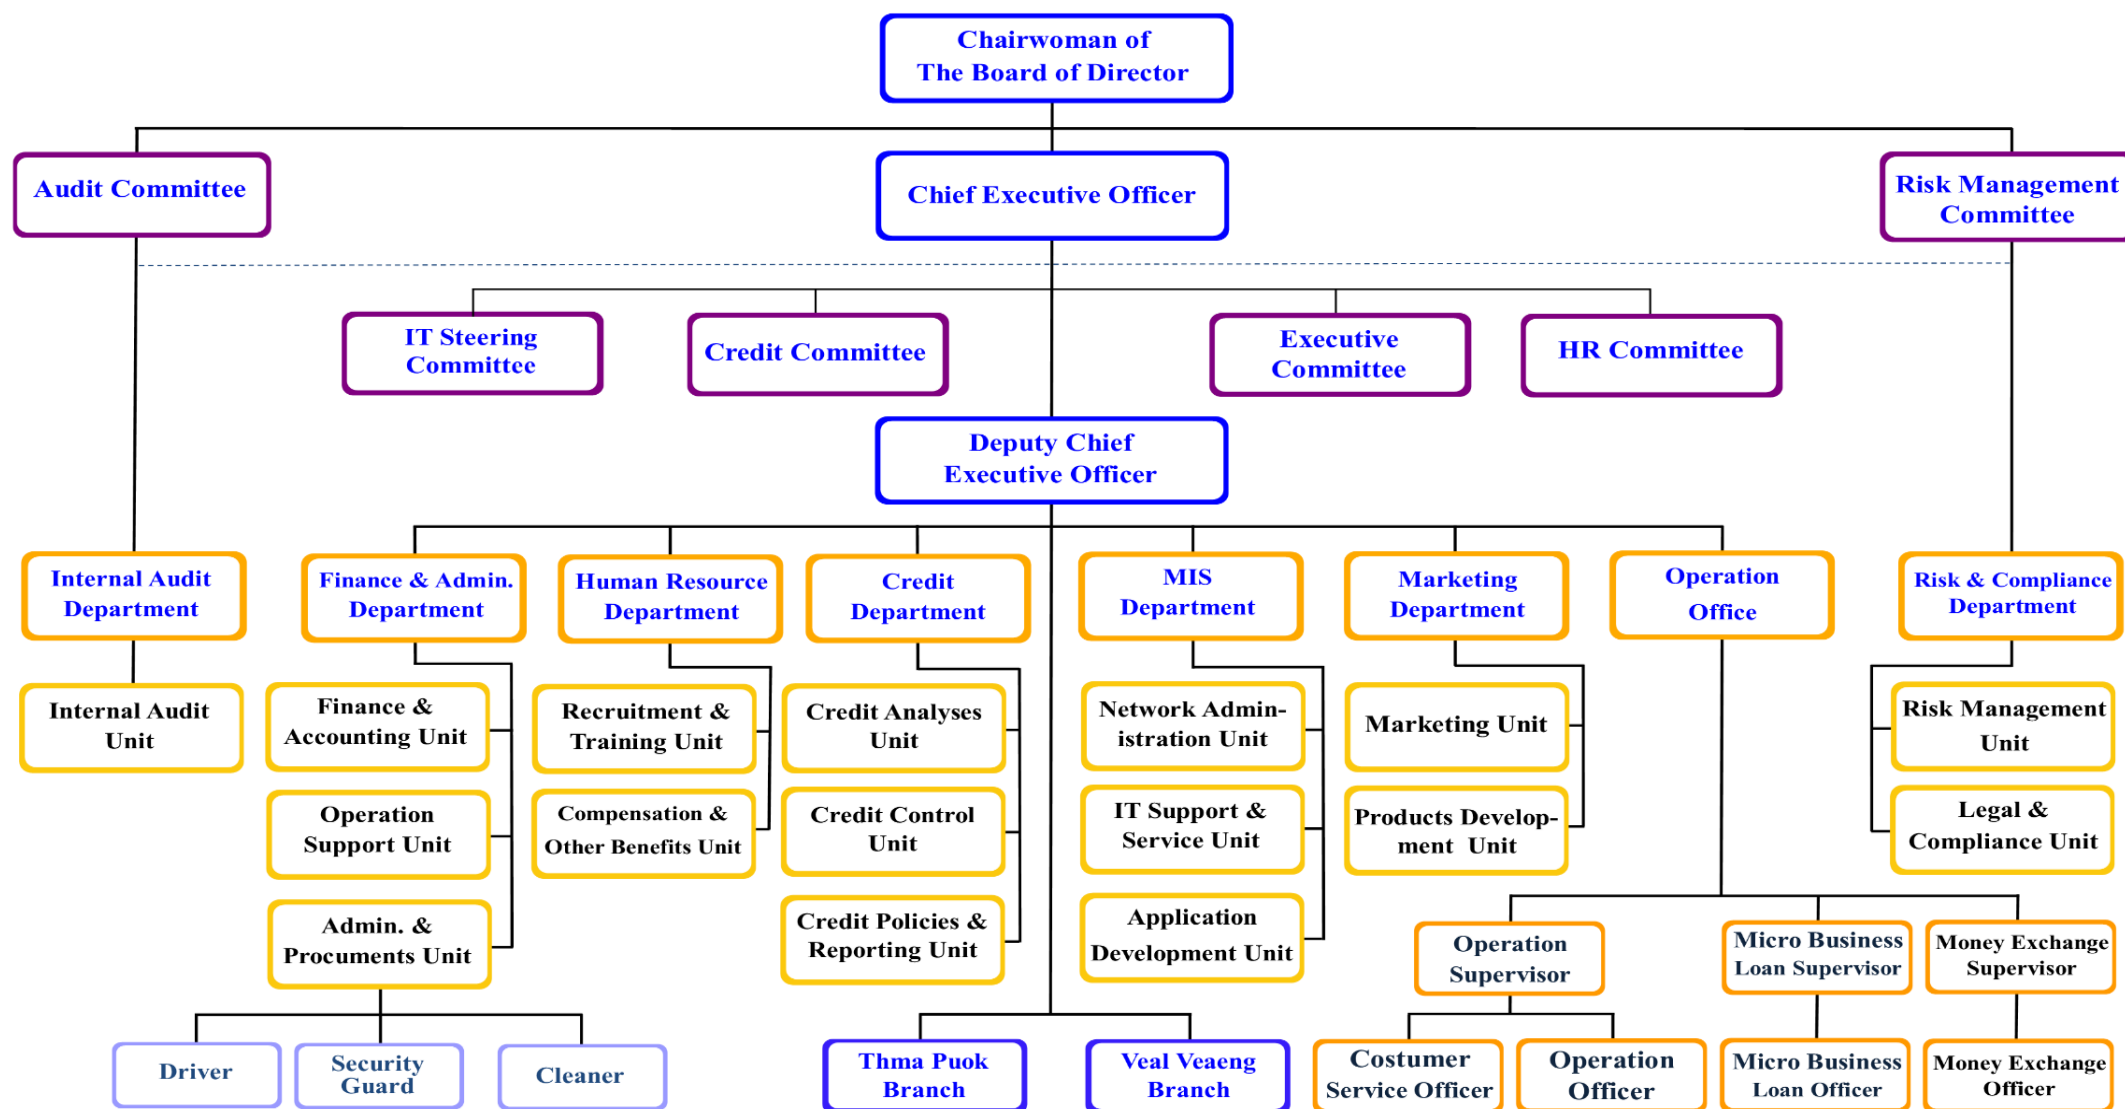 Chairwoman of
The Board of Director
Audit Committee
Chief Executive Officer
Risk Management
Committee
IT Steering
Committee
Credit Committee
Executive
Committee
HR Committee
Deputy Chief
Executive Officer
Internal Audit
Department
Finance & Admin.
Department
Human Resource
Department
Credit
Department
MIS
Department
Marketing
Department
Operation
Office
Risk & Compliance
Department
Internal Audit
Unit
Finance &
Accounting Unit
Recruitment &
Training Unit
Credit Analyses
Unit
Network Admin-
istration Unit
Marketing Unit
Risk Management
Unit
Operation
Support Unit
Compensation &
Other Benefits Unit
Credit Control
Unit
IT Support &
Service Unit
Products Develop-
ment Unit
Legal &
Compliance Unit
Admin. &
Procuments Unit
Credit Policies &
Reporting Unit
Application
Development Unit
Operation
Supervisor
Micro Business
Loan Supervisor
Money Exchange
Supervisor
Driver
Security
Guard
Cleaner
Thma Puok
Branch
Veal Veaeng
Branch
Costumer
Service Officer
Operation
Officer
Micro Business
Loan Officer
Money Exchange
Officer